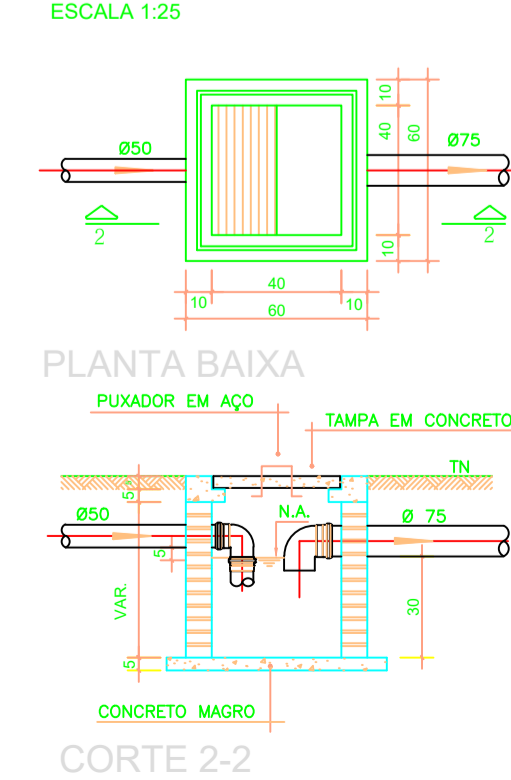 ESCALA 1:25
Ø50
Ø75
10
40
60
10
2
2
10
40
10
60
PLANTA BAIXA
PUXADOR EM AÇO
TAMPA EM CONCRETO
TN
5
Ø50
N.A.
Ø 75
5
VAR.
30
5
CONCRETO MAGRO
CORTE 2-2